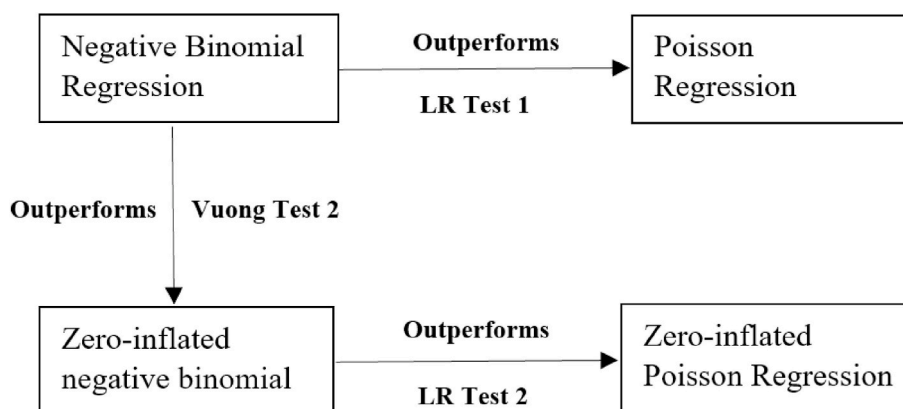 Negative Binomial
Regression
Outperforms
LR Test 1
Poisson
Regression
Outperforms
Vuong Test 2
Zero-inflated
negative binomial
Outperforms
LR Test 2
Zero-inflated
Poisson Regression